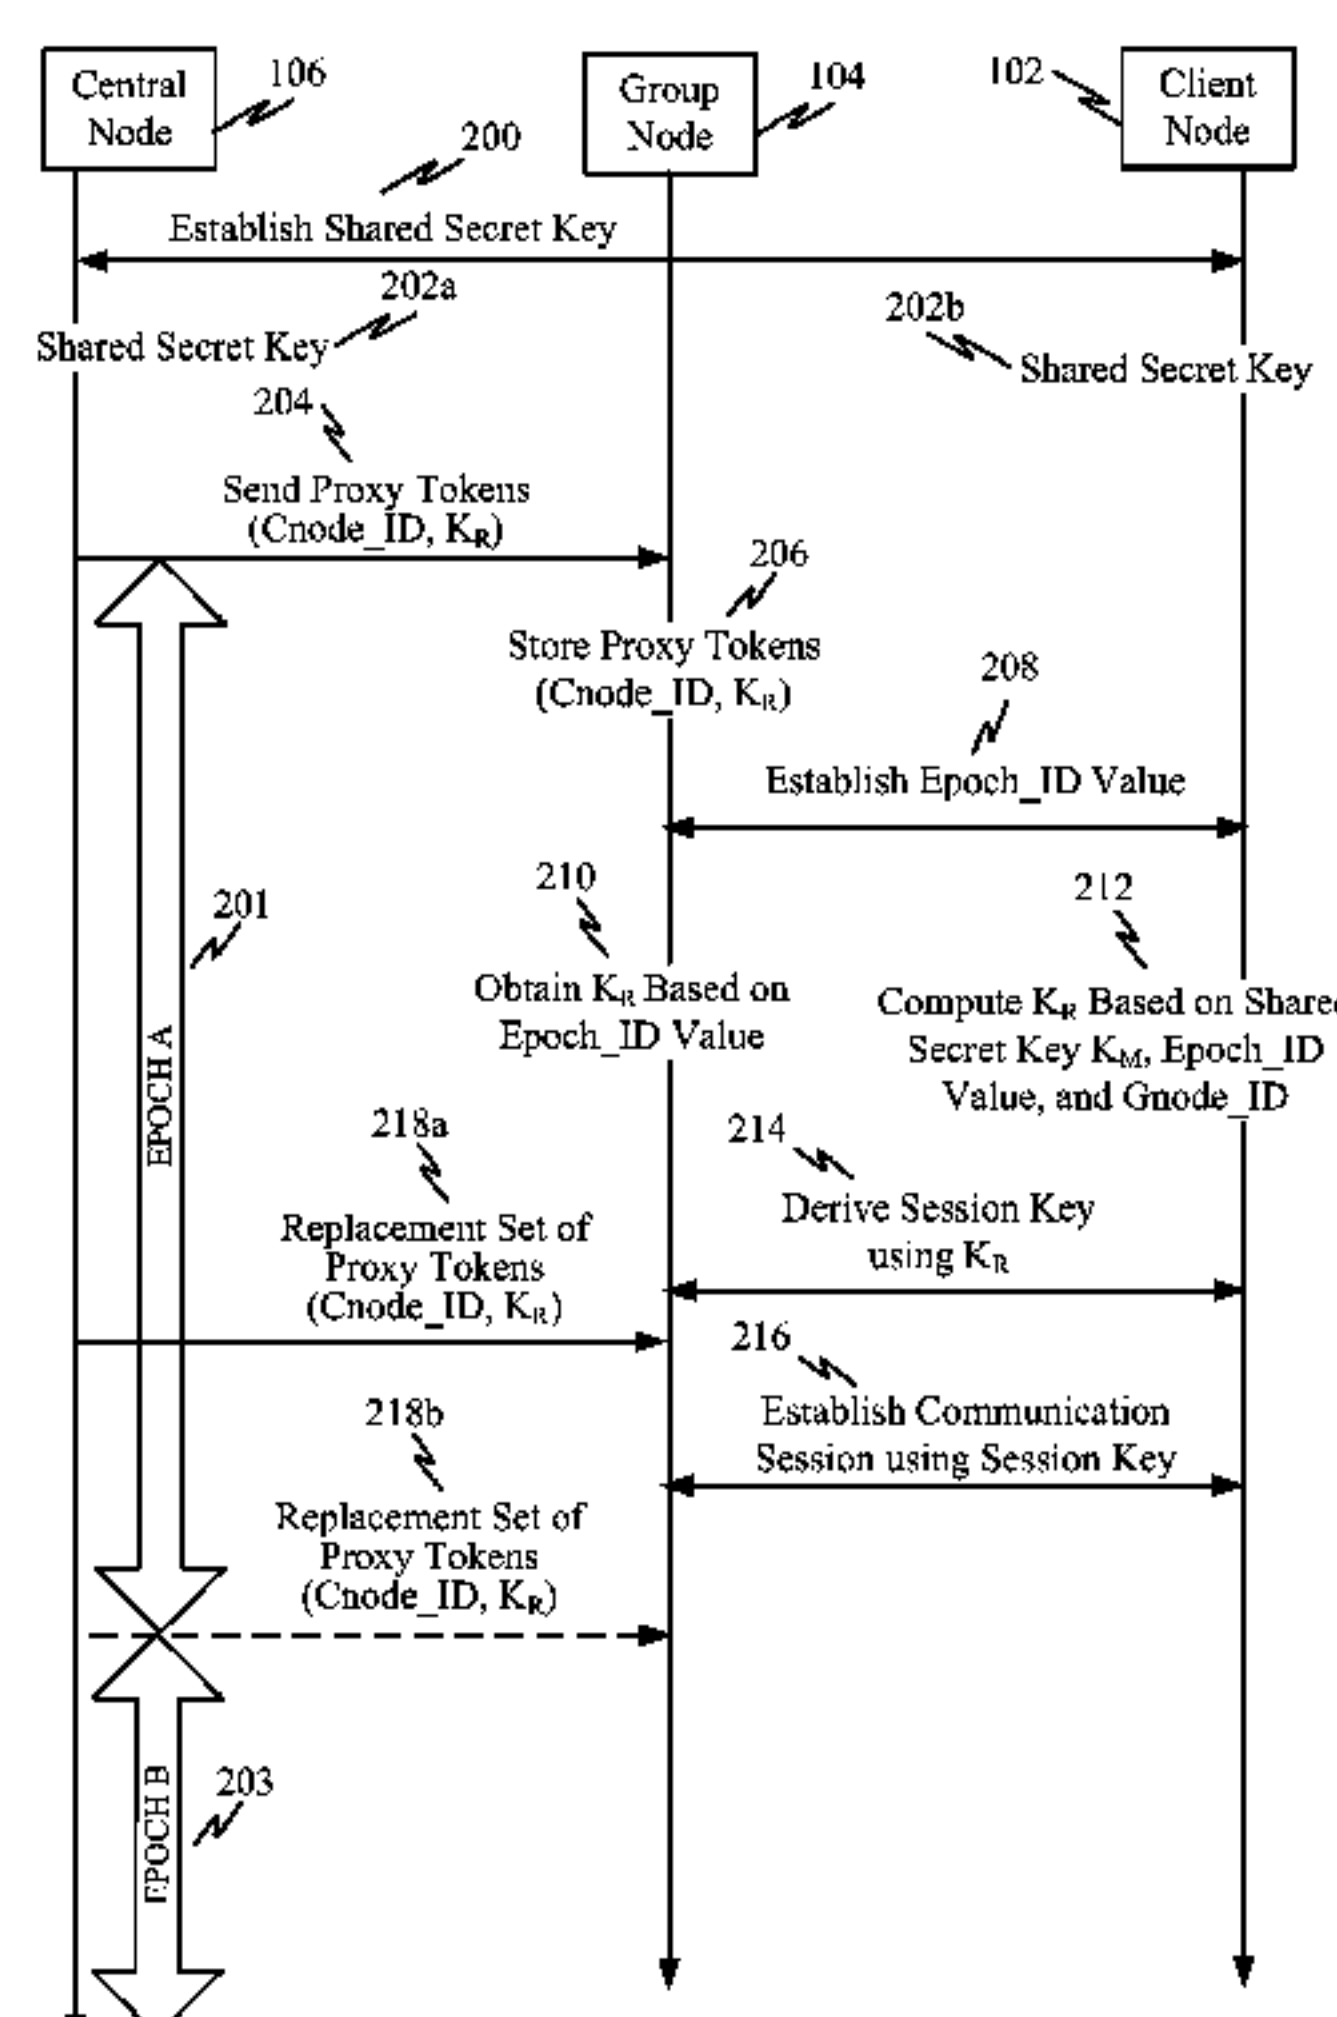 Central
Node
106
Group
Node
104
102
Client
Node
200
Establish Shared Secret Key
202a
Shared Secret Key
202b
Shared Secret Key
204
Send Proxy Tokens
(Cnode_ID, KR)
206
Store Proxy Tokens
(Cnode_ID, KR)
208
Establish Epoch_ID Value
201
EPOCH A
210
Obtain KR Based on
Epoch_ID Value
212
Compute KR Based on Shared
Secret Key KM, Epoch_ID
Value, and Gnode_ID
218a
Replacement Set of
Proxy Tokens
(Cnode_ID, KR)
214
Derive Session Key
using KR
216
Establish Communication
Session using Session Key
218b
Replacement Set of
Proxy Tokens
(Cnode_ID, KR)
203
EPOCH B